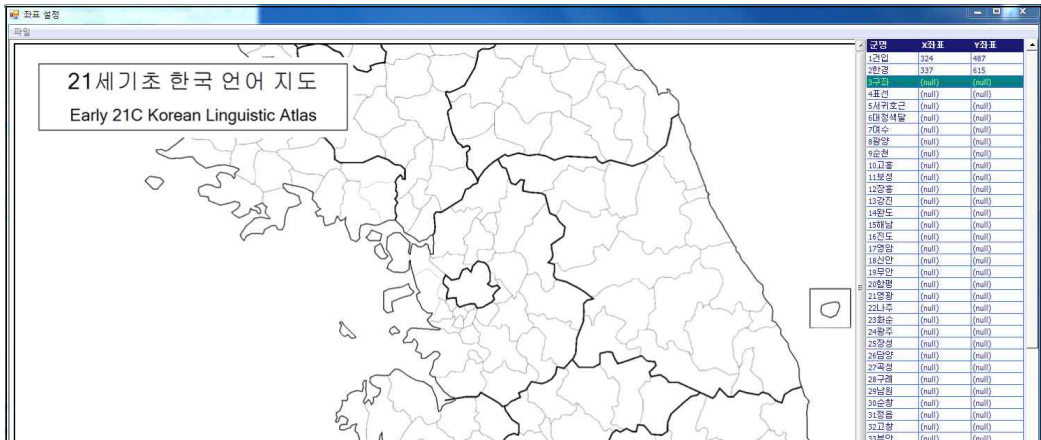 좌표 설정
파일
21세기초 한국 언어 지도
Early 21C Korean Linguistic Atlas
군명 X좌표 Y좌표
1건입 324 487
2한경 337 615
3구좌 (null) (null)
4표선 (null) (null)
5서귀호근 (null) (null)
6대정색달 (null) (null)
7여수 (null) (null)
8광양 (null) (null)
9순천 (null) (null)
10고흥 (null) (null)
11보성 (null) (null)
12장흥 (null) (null)
13강진 (null) (null)
14완도 (null) (null)
15해남 (null) (null)
16진도 (null) (null)
17영암 (null) (null)
18신안 (null) (null)
19무안 (null) (null)
20함평 (null) (null)
21영광 (null) (null)
22나주 (null) (null)
23화순 (null) (null)
24광주 (null) (null)
25장성 (null) (null)
26담양 (null) (null)
27곡성 (null) (null)
28구례 (null) (null)
29남원 (null) (null)
30순창 (null) (null)
31정읍 (null) (null)
32고창 (null) (null)
33부안 (null) (null)